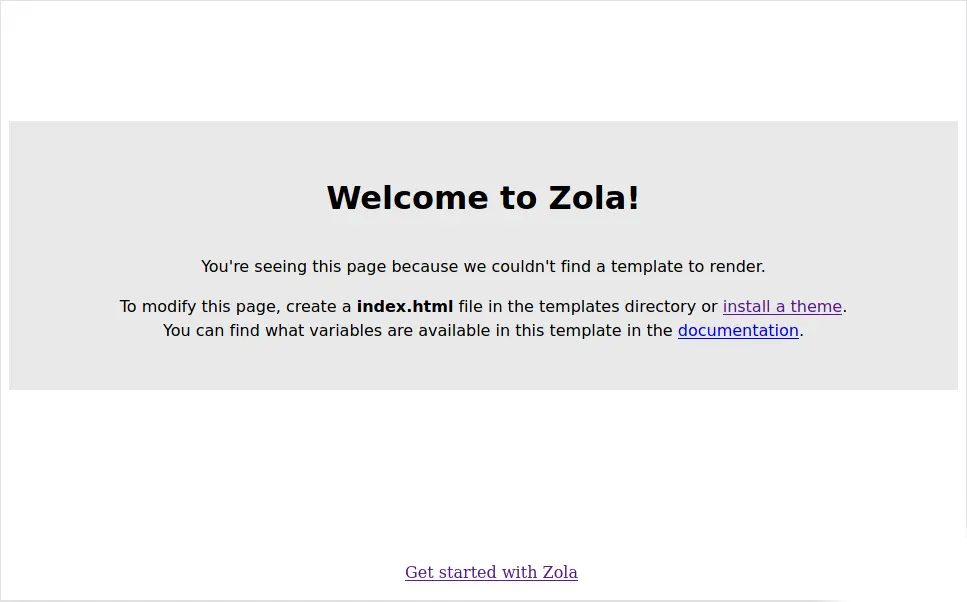 Welcome to Zola!
You're seeing this page because we couldn't find a template to render.
To modify this page, create a index.html file in the templates directory or install a theme.
You can find what variables are available in this template in the documentation.
Get started with Zola